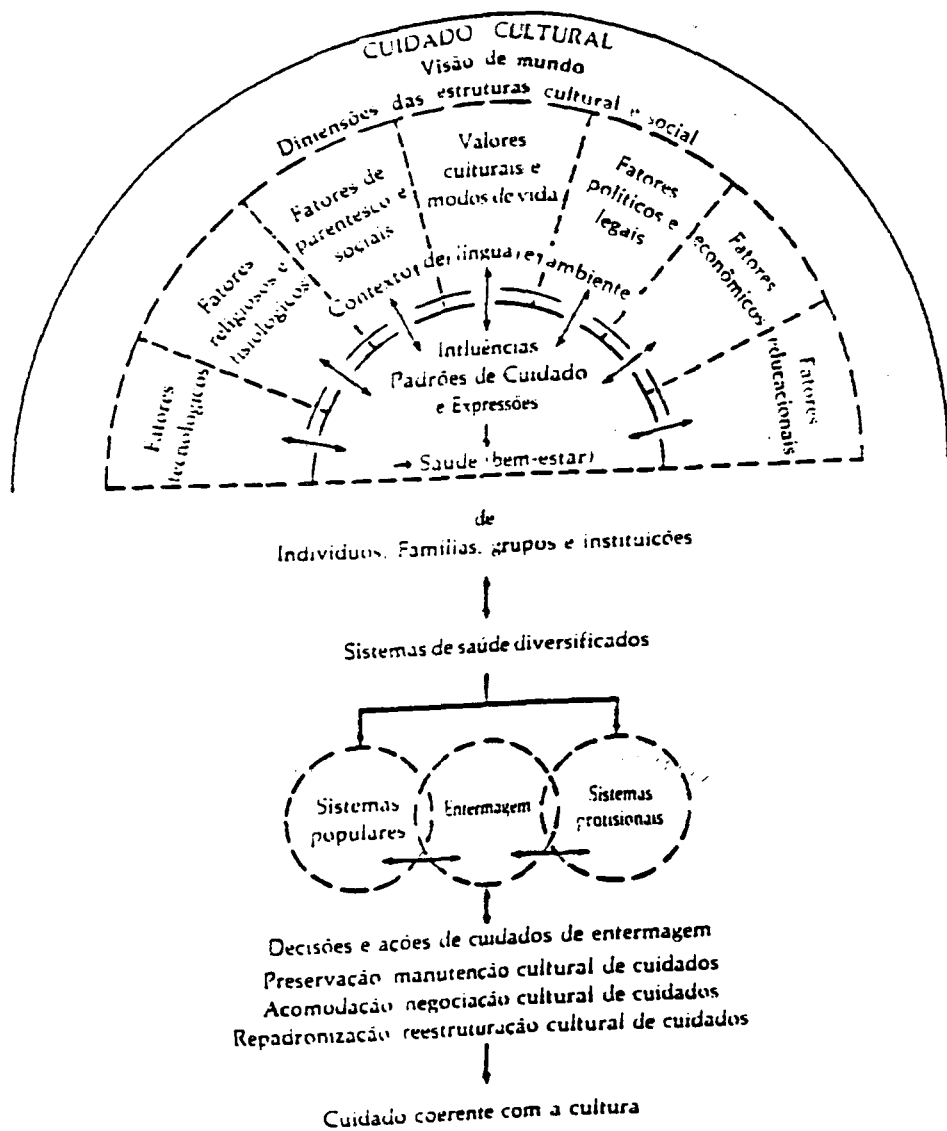 CUIDADO CULTURAL
Visão de mundo
Dimensões das estruturas cultural e social
Fatores
tecnológicos
Fatores
religiosos e
fisiológicos
Fatores de
parentesco e
sociais
Valores
culturais e
modos de vida
Fatores
políticos e
legais
Fatores
econômicos
Fatores
educacionais
Contexto de língua e ambiente
Influências
Padrões de Cuidado
e Expressões
Saúde (bem-estar)
de
Indivíduos, Famílias, grupos e instituições
Sistemas de saúde diversificados
Sistemas
populares
Enfermagem
Sistemas
profissionais
Decisões e ações de cuidados de enfermagem
Preservação manutenção cultural de cuidados
Acomodação negociação cultural de cuidados
Repadronização reestruturação cultural de cuidados
Cuidado coerente com a cultura